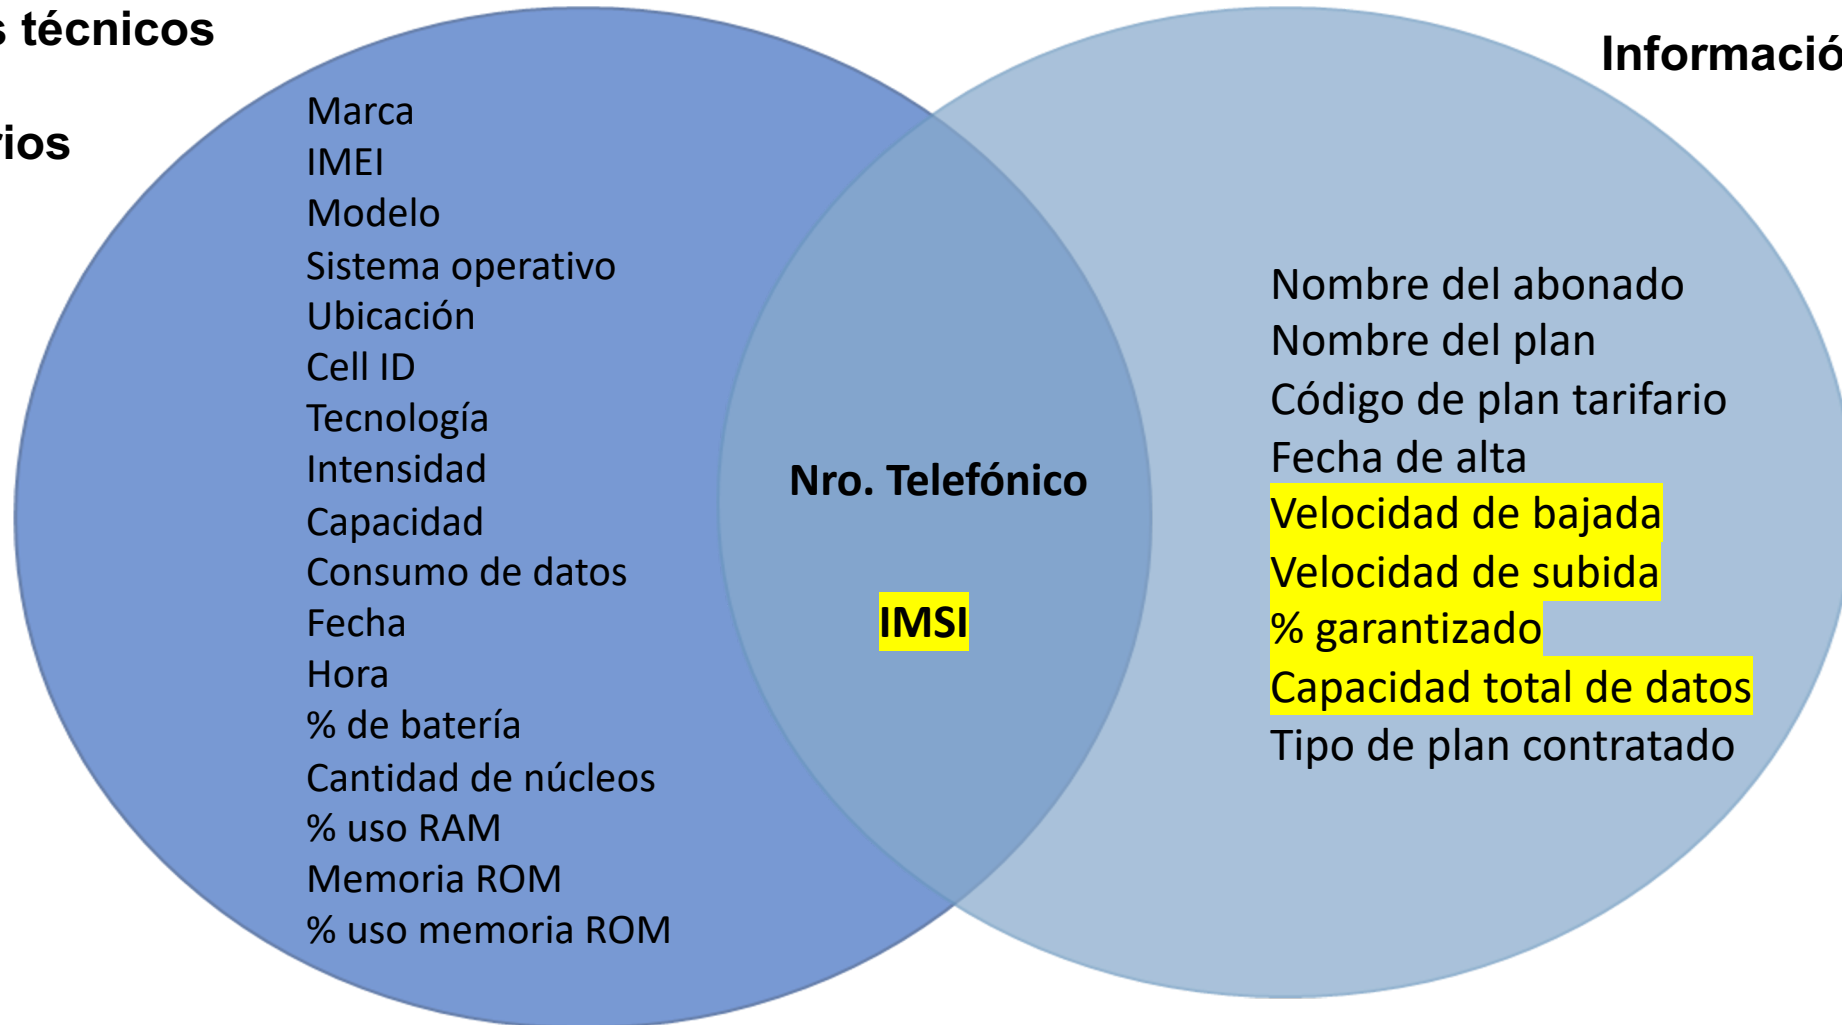 s técnicos
rios
Informació
Marca
IMEI
Modelo
Sistema operativo
Ubicación
Cell ID
Tecnología
Intensidad
Capacidad
Consumo de datos
Fecha
Hora
% de batería
Cantidad de núcleos
% uso RAM
Memoria ROM
% uso memoria ROM
Nro. Telefónico
IMSI
Nombre del abonado
Nombre del plan
Código de plan tarifario
Fecha de alta
Velocidad de bajada
Velocidad de subida
% garantizado
Capacidad total de datos
Tipo de plan contratado